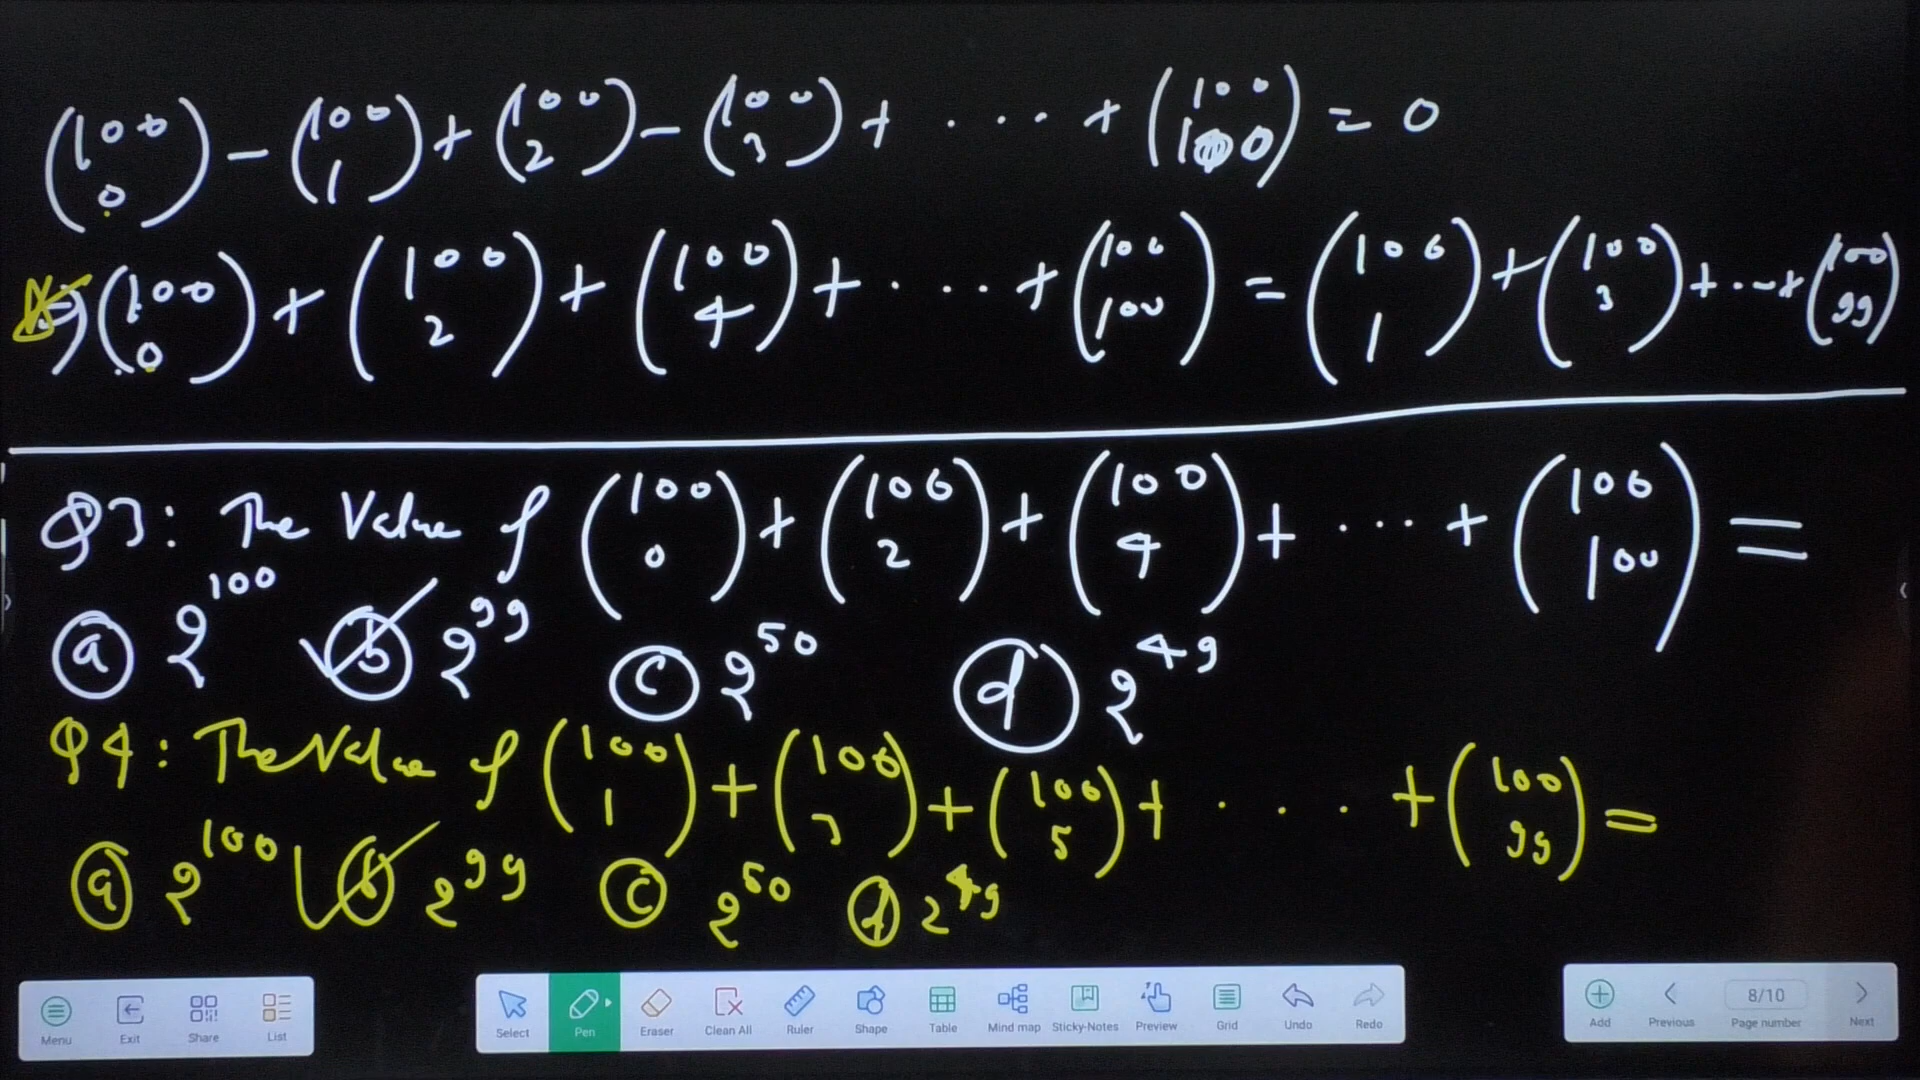 (100 0) - (100 1) + (100 2) - (100 3) + ... + (100 100) = 0
(100 0) + (100 2) + (100 4) + ... + (100 100) = (100 1) + (100 3) + ... + (100 99)
Q3: The Value of (100 0) + (100 2) + (100 4) + ... + (100 100) =
(a) 2^100 (b) 2^99 (c) 2^50 (d) 2^49
Q4: The Value of (100 1) + (100 3) + (100 5) + .... + (100 99) =
(a) 2^100 (b) 2^99 (c) 2^50 (d) 2^49
Menu Exit Share List Select Pen Eraser Clean All Ruler Shape Table Mind map Sticky-Notes Preview Grid Undo Redo Add Previous 8/10 Page number Next